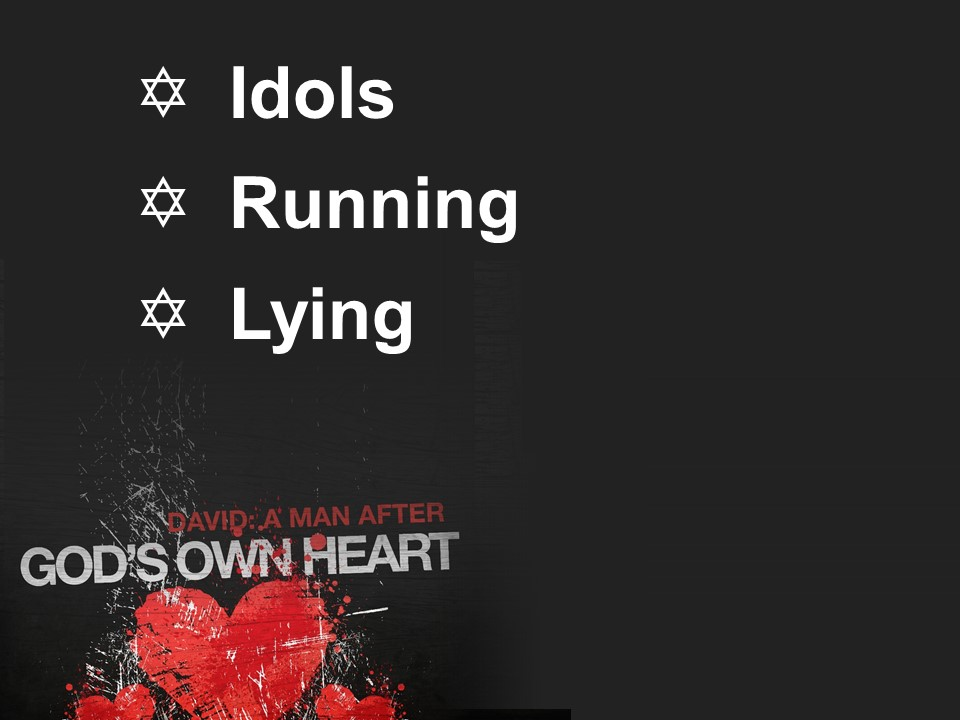 ✡ Idols
✡ Running
✡ Lying
DAVID: A MAN AFTER
GOD'S OWN HEART